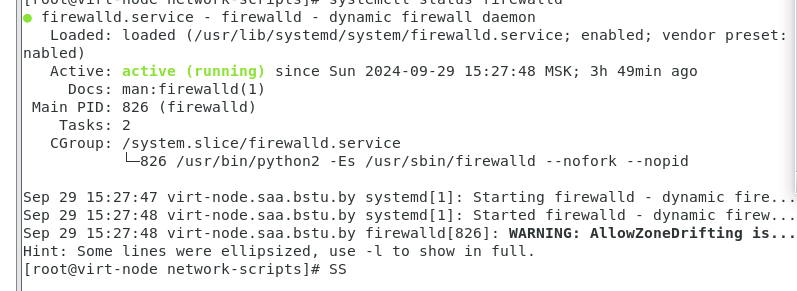 [root@virt-node network-scripts]# systemctl status firewalld
● firewalld.service - firewalld - dynamic firewall daemon
   Loaded: loaded (/usr/lib/systemd/system/firewalld.service; enabled; vendor preset:
nabled)
   Active: active (running) since Sun 2024-09-29 15:27:48 MSK; 3h 49min ago
     Docs: man:firewalld(1)
 Main PID: 826 (firewalld)
    Tasks: 2
   CGroup: /system.slice/firewalld.service
           └─826 /usr/bin/python2 -Es /usr/sbin/firewalld --nofork --nopid

Sep 29 15:27:47 virt-node.saa.bstu.by systemd[1]: Starting firewalld - dynamic fire...
Sep 29 15:27:48 virt-node.saa.bstu.by systemd[1]: Started firewalld - dynamic firew...
Sep 29 15:27:48 virt-node.saa.bstu.by firewalld[826]: WARNING: AllowZoneDrifting is...
Hint: Some lines were ellipsized, use -l to show in full.
[root@virt-node network-scripts]# SS